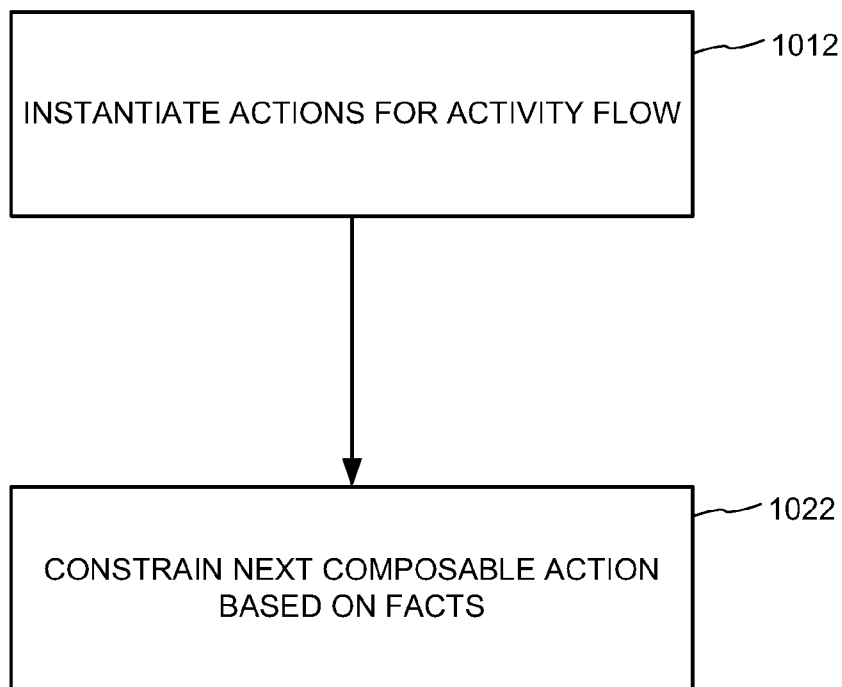 1012
INSTANTIATE ACTIONS FOR ACTIVITY FLOW
1022
CONSTRAIN NEXT COMPOSABLE ACTION
BASED ON FACTS